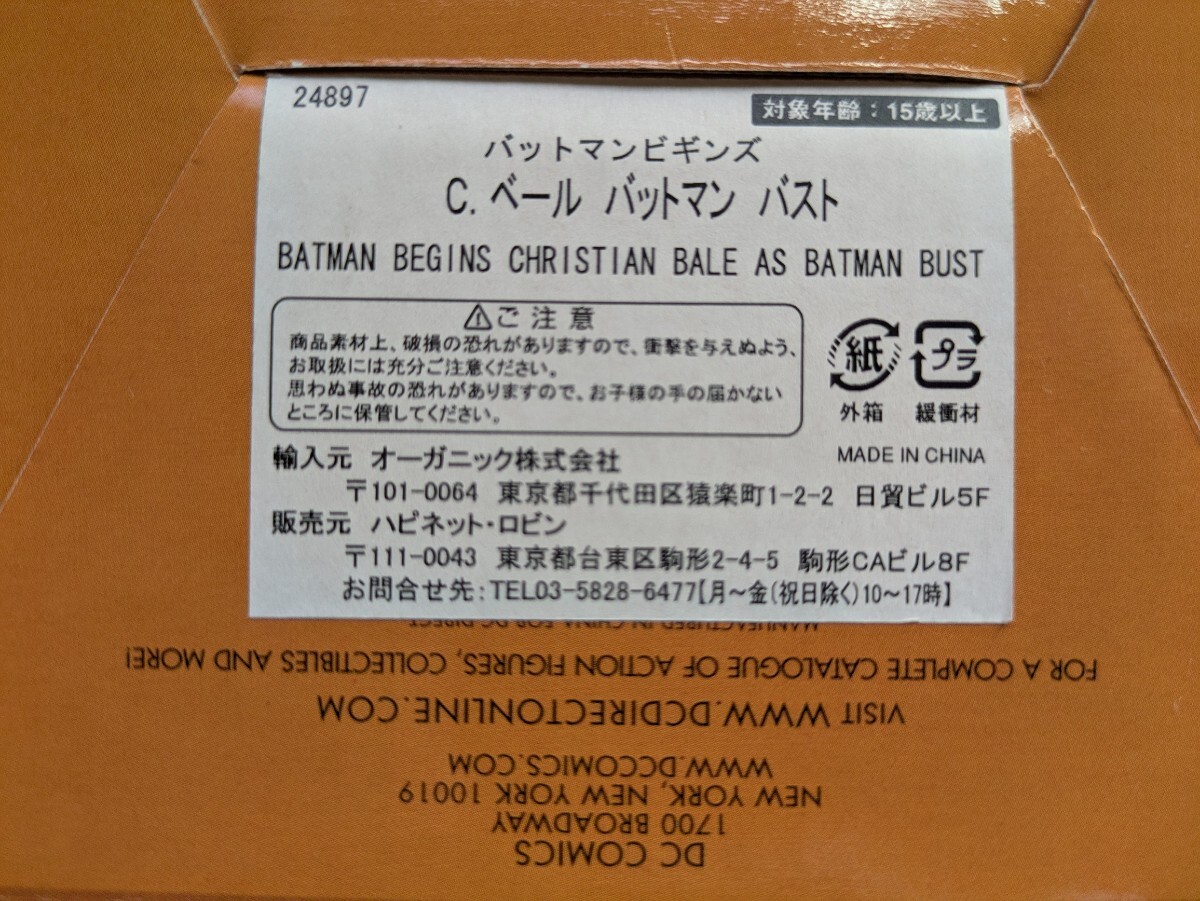 24897
対象年齢：15歳以上
バットマンビギンズ
C.ベール バットマン バスト
BATMAN BEGINS CHRISTIAN BALE AS BATMAN BUST
⚠ご注意
商品素材上、破損の恐れがありますので、衝撃を与えぬよう、
お取扱には充分ご注意ください。
思わぬ事故の恐れがありますので、お子様の手の届かない
ところに保管してください。
紙
プラ
外箱
緩衝材
MADE IN CHINA
輸入元 オーガニック株式会社
〒101-0064 東京都千代田区猿楽町1-2-2 日貿ビル5F
販売元 ハピネット・ロビン
〒111-0043 東京都台東区駒形2-4-5 駒形CAビル8F
お問合せ先:TEL03-5828-6477【月～金(祝日除く)10～17時】
DC COMICS
1700 BROADWAY
NEW YORK, NEW YORK 10019
WWW.DCCOMICS.COM
VISIT WWW.DCDIRECTONLINE.COM
FOR A COMPLETE CATALOGUE OF ACTION FIGURES, COLLECTIBLES AND MORE!
MANUFACTURED IN CHINA FOR DC DIRECT